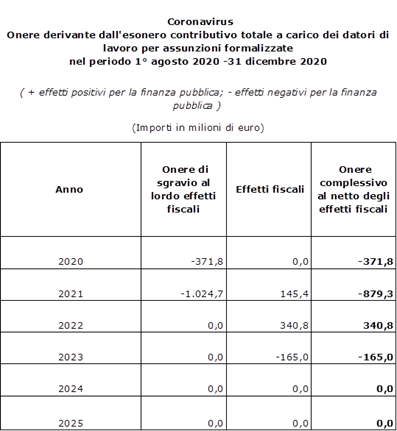 Coronavirus
Onere derivante dall'esonero contributivo totale a carico dei datori di
lavoro per assunzioni formalizzate
nel periodo 1° agosto 2020 -31 dicembre 2020
( + effetti positivi per la finanza pubblica; - effetti negativi per la finanza
pubblica )
(Importi in milioni di euro)
Anno
Onere di
sgravio al
lordo effetti
fiscali
Effetti fiscali
Onere
complessivo
al netto degli
effetti fiscali
2020 -371,8 0,0 -371,8
2021 -1.024,7 145,4 -879,3
2022 0,0 340,8 340,8
2023 0,0 -165,0 -165,0
2024 0,0 0,0 0,0
2025 0,0 0,0 0,0